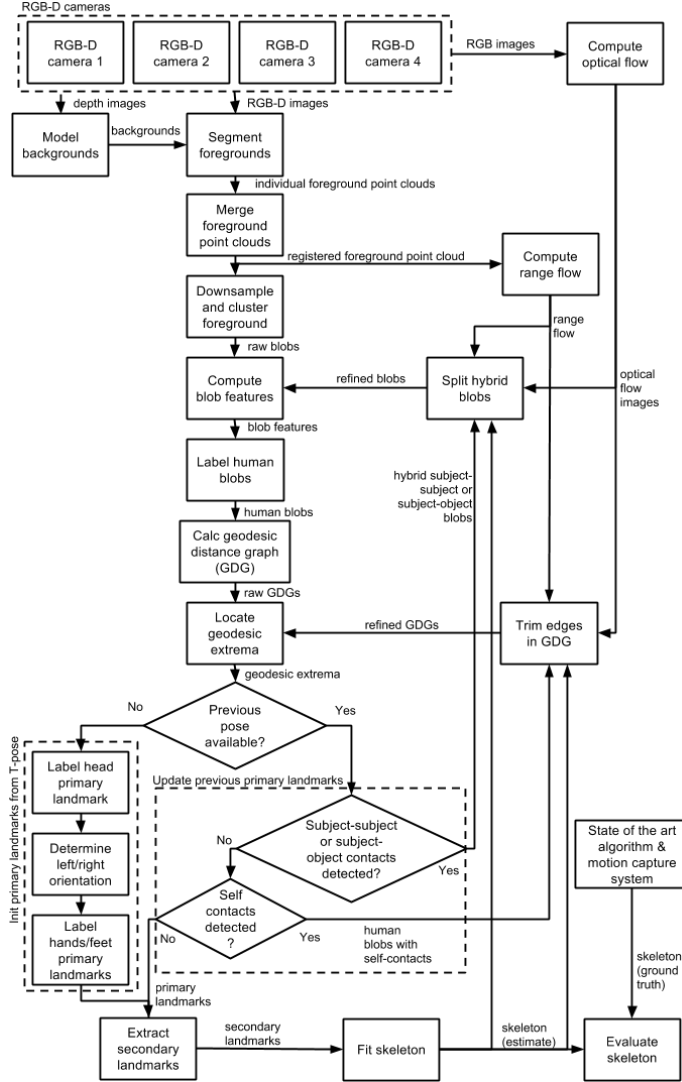 RGB-D cameras
RGB-D
camera 1
RGB-D
camera 2
RGB-D
camera 3
RGB-D
camera 4
RGB images
Compute
optical flow
depth images
RGB-D images
Model
backgrounds
backgrounds
Segment
foregrounds
individual foreground point clouds
Merge
foreground
point clouds
registered foreground point cloud
Compute
range flow
Downsample
and cluster
foreground
range
flow
raw blobs
Compute
blob features
refined blobs
Split hybrid
blobs
optical
flow
images
blob features
Label human
blobs
hybrid subject-
subject or
subject-object
blobs
human blobs
Calc geodesic
distance graph
(GDG)
raw GDGs
Locate
geodesic
extrema
refined GDGs
Trim edges
in GDG
geodesic extrema
No
Previous
pose
available?
Yes
Init primary landmarks from T-pose
Label head
primary
landmark
Determine
left/right
orientation
Label
hands/feet
primary
landmarks
Update previous primary landmarks
No
Subject-subject
or subject-
object contacts
detected?
Yes
Self
contacts
detected
?
No
Yes
human
blobs with
self-contacts
State of the art
algorithm &
motion capture
system
skeleton
(ground
truth)
primary
landmarks
Extract
secondary
landmarks
secondary
landmarks
Fit skeleton
skeleton
(estimate)
Evaluate
skeleton